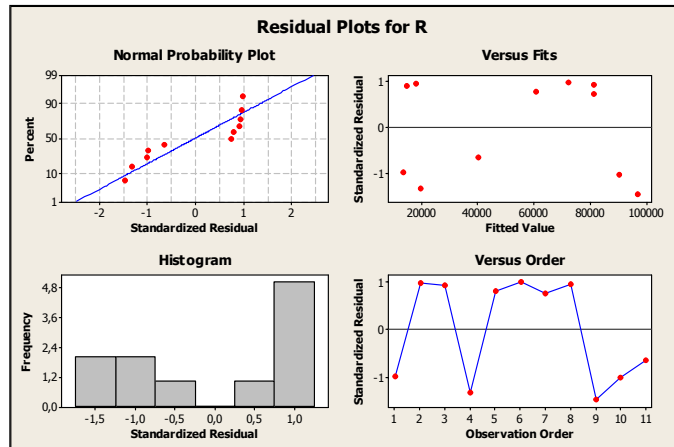 Residual Plots for R
Normal Probability Plot
99
90
50
10
1
Percent
-2 -1 0 1 2
Standardized Residual
Versus Fits
1
0
-1
Standardized Residual
20000 40000 60000 80000 100000
Fitted Value
Histogram
4,8
3,6
2,4
1,2
0,0
Frequency
-1,5 -1,0 -0,5 0,0 0,5 1,0
Standardized Residual
Versus Order
1
0
-1
Standardized Residual
1 2 3 4 5 6 7 8 9 10 11
Observation Order